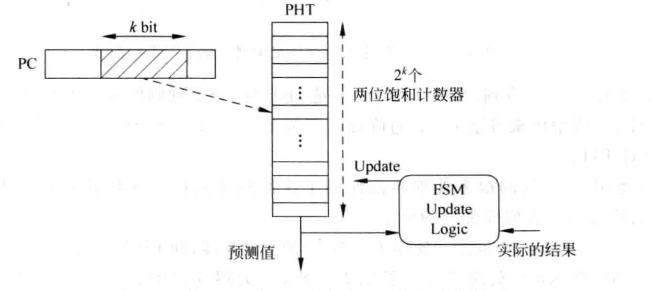 PHT
k bit
PC
2^k个
两位饱和计数器
⋮
⋮
Update
FSM
Update
Logic
预测值
实际的结果